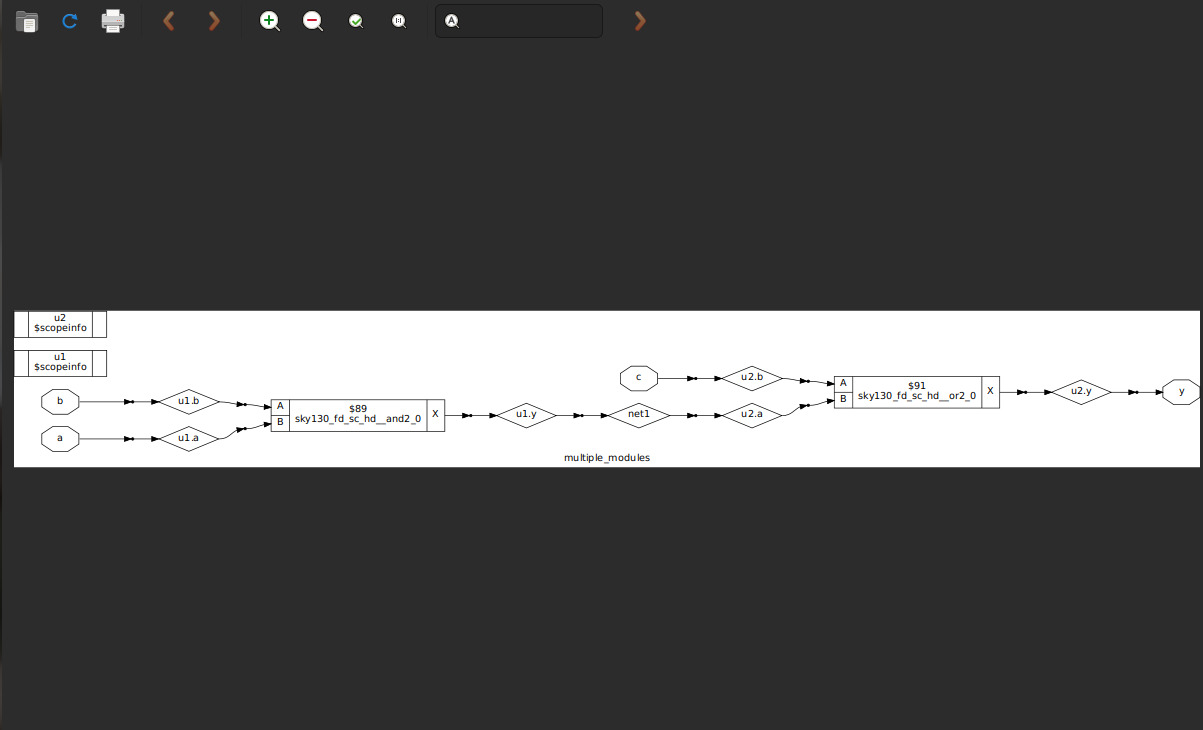 A
u2
$scopeinfo
u1
$scopeinfo
b
u1.b
a
u1.a
A
B
$89
sky130_fd_sc_hd__and2_0
X
u1.y
net1
c
u2.b
u2.a
A
B
$91
sky130_fd_sc_hd__or2_0
X
u2.y
y
multiple_modules